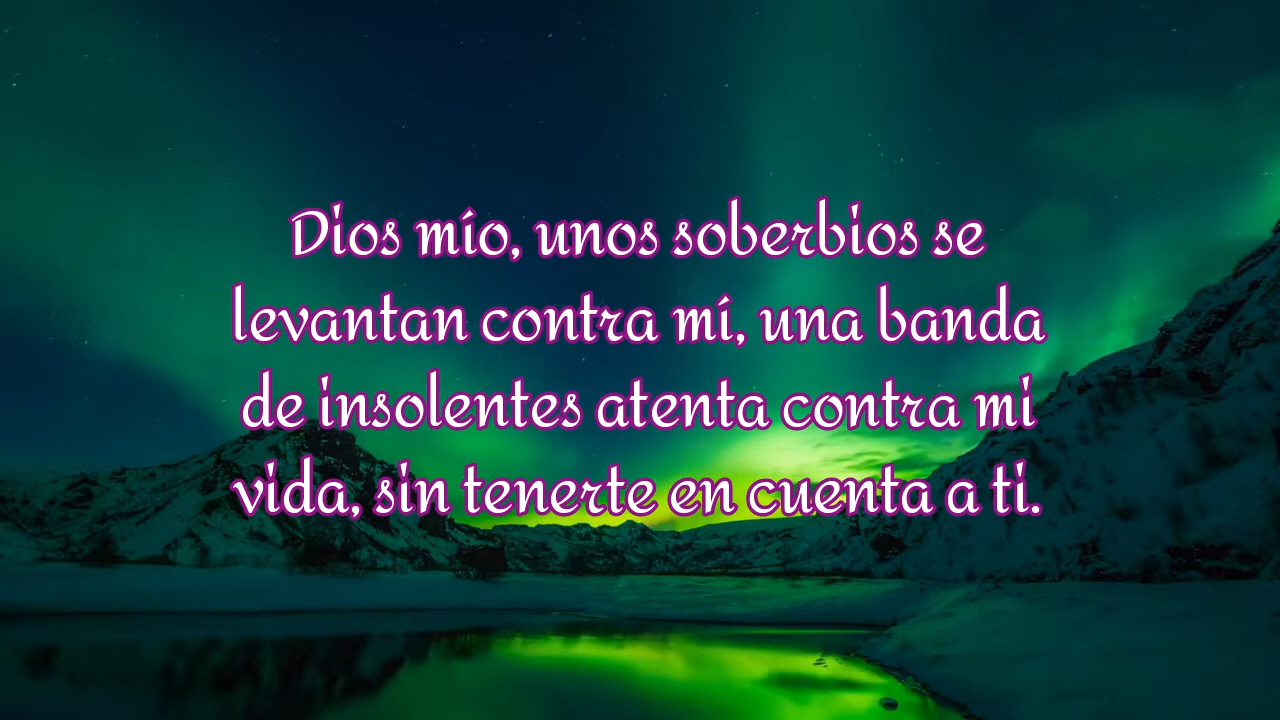 Dios mío, unos soberbios se
levantan contra mí, una banda
de insolentes atenta contra mi
vida, sin tenerte en cuenta a ti.